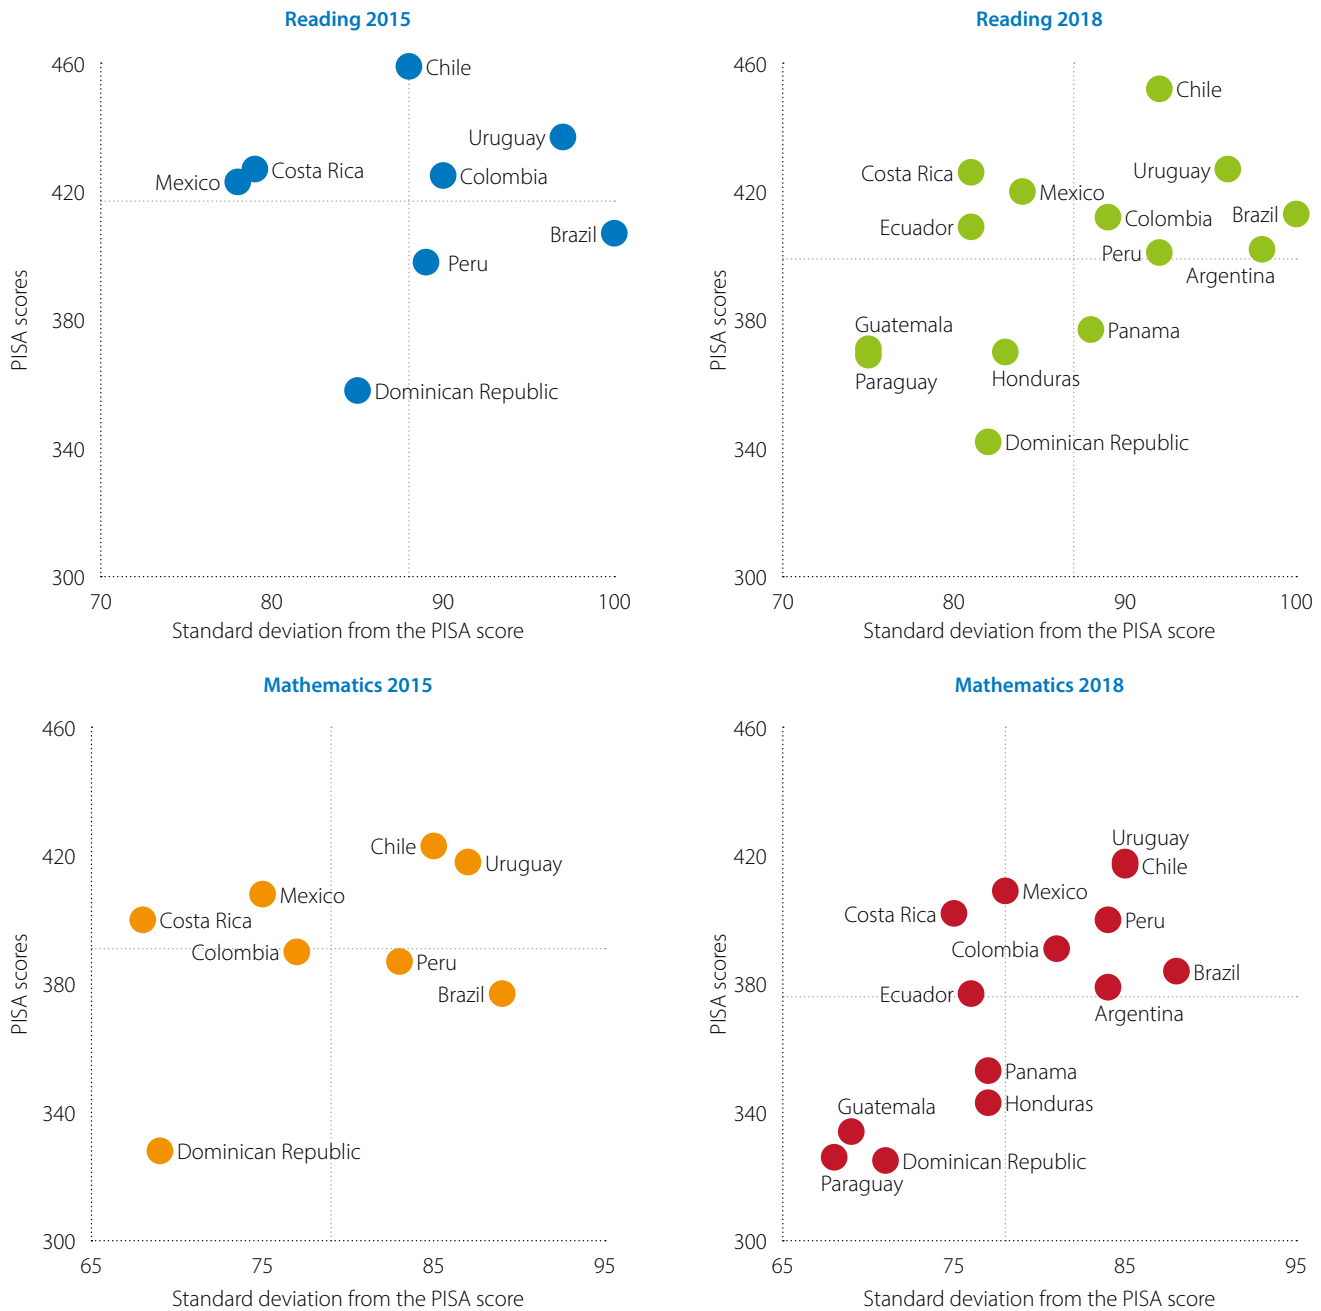 Reading 2015
460
420
380
340
300
PISA scores
Chile
Uruguay
Costa Rica
Mexico
Colombia
Brazil
Peru
Dominican Republic
70 80 90 100
Standard deviation from the PISA score
Reading 2018
460
420
380
340
300
PISA scores
Chile
Costa Rica
Uruguay
Mexico
Ecuador
Colombia
Brazil
Peru
Argentina
Guatemala
Panama
Paraguay
Honduras
Dominican Republic
70 80 90 100
Standard deviation from the PISA score
Mathematics 2015
460
420
380
340
300
PISA scores
Chile
Uruguay
Mexico
Costa Rica
Colombia
Peru
Brazil
Dominican Republic
65 75 85 95
Standard deviation from the PISA score
Mathematics 2018
460
420
380
340
300
PISA scores
Uruguay
Chile
Mexico
Costa Rica
Peru
Colombia
Brazil
Ecuador
Argentina
Panama
Honduras
Guatemala
Dominican Republic
Paraguay
65 75 85 95
Standard deviation from the PISA score